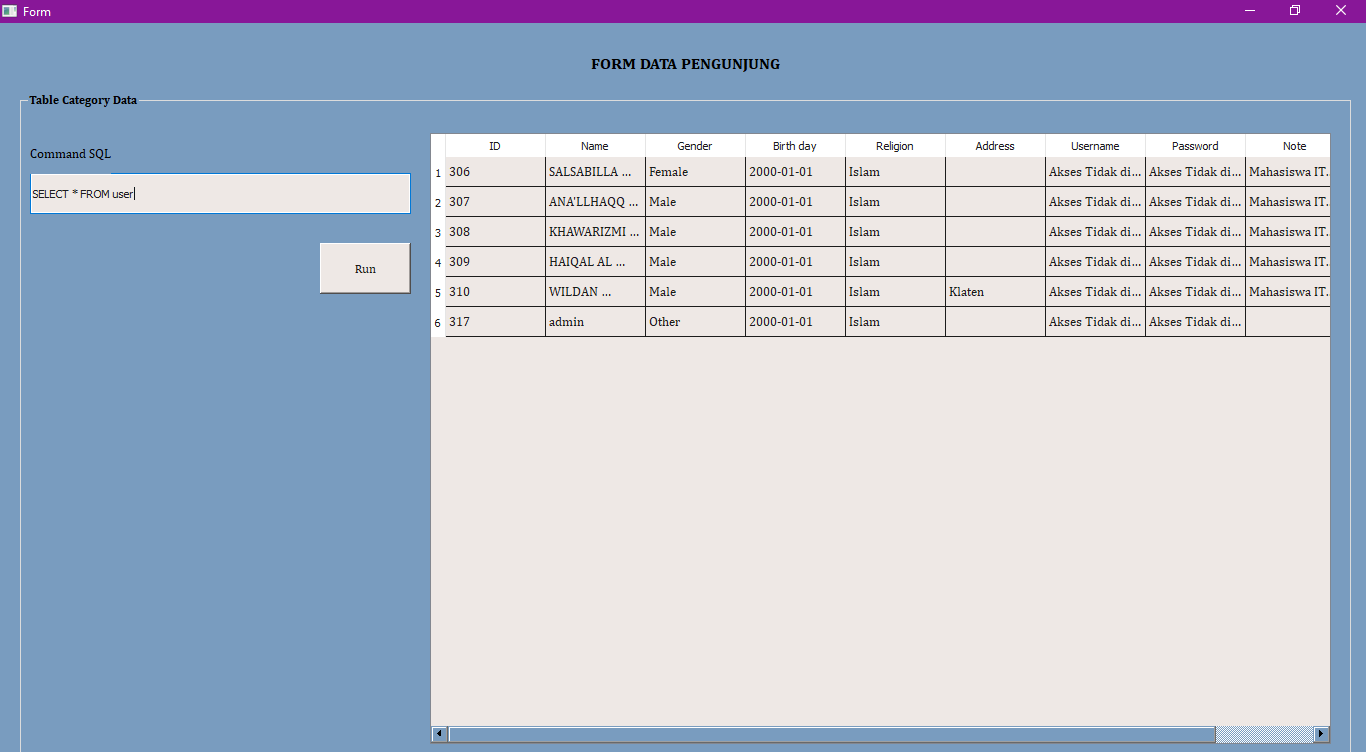 Form
FORM DATA PENGUNJUNG
Table Category Data
Command SQL
SELECT * FROM user
Run
ID Name Gender Birth day Religion Address Username Password Note
1 306 SALSABILLA ... Female 2000-01-01 Islam Akses Tidak di... Akses Tidak di... Mahasiswa IT.
2 307 ANA'LLHAQQ ... Male 2000-01-01 Islam Akses Tidak di... Akses Tidak di... Mahasiswa IT.
3 308 KHAWARIZMI ... Male 2000-01-01 Islam Akses Tidak di... Akses Tidak di... Mahasiswa IT.
4 309 HAIQAL AL ... Male 2000-01-01 Islam Akses Tidak di... Akses Tidak di... Mahasiswa IT.
5 310 WILDAN ... Male 2000-01-01 Islam Klaten Akses Tidak di... Akses Tidak di... Mahasiswa IT.
6 317 admin Other 2000-01-01 Islam Akses Tidak di... Akses Tidak di...